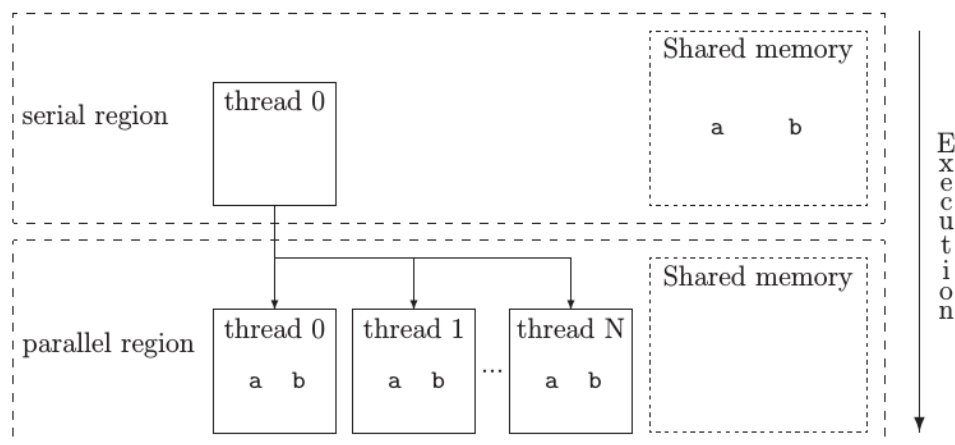 Shared memory
thread 0
serial region
a b
Execution
Shared memory
thread 0 thread 1 thread N
parallel region
a b a b ... a b